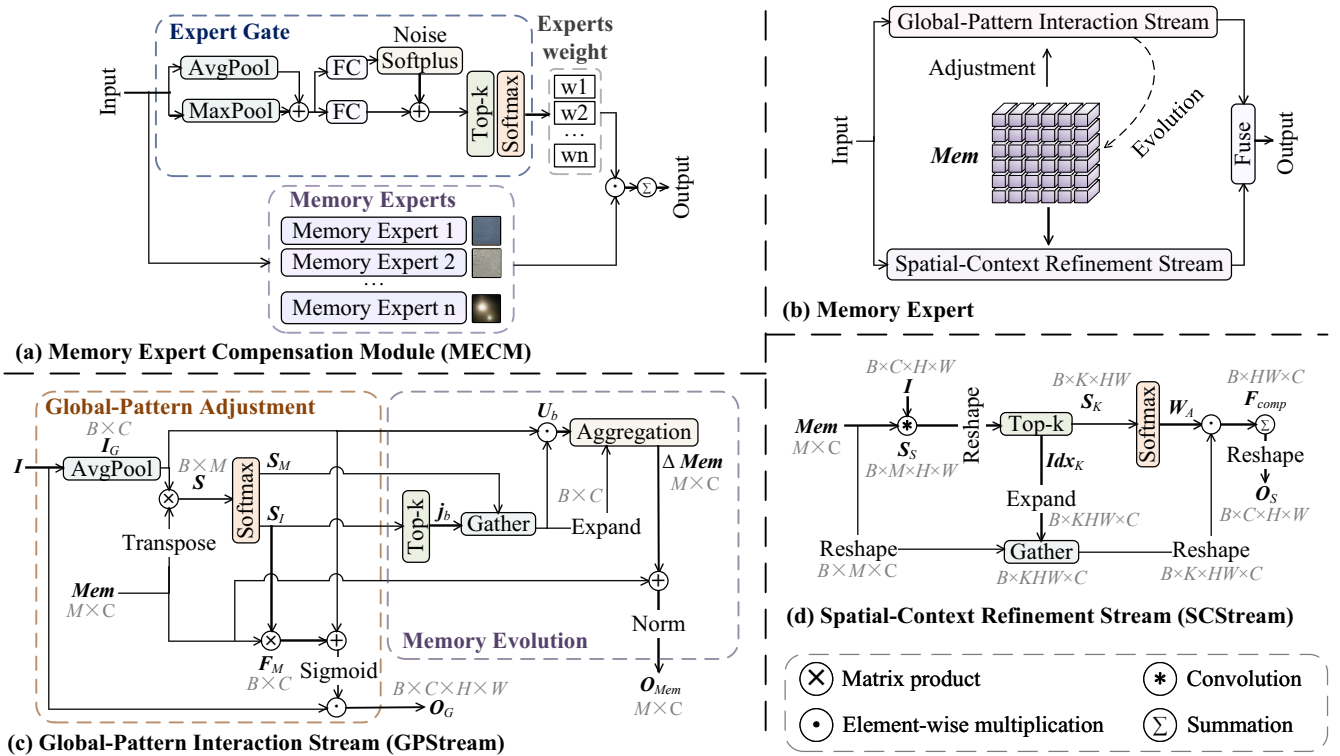 Expert Gate
Noise
Experts
weight
Input
AvgPool
MaxPool
FC
FC
Softplus
Top-k
Softmax
w1
w2
...
wn
Output
Memory Experts
Memory Expert 1
Memory Expert 2
...
Memory Expert n
(a) Memory Expert Compensation Module (MECM)
Global-Pattern Interaction Stream
Adjustment
Evolution
Input
Mem
Fuse
Output
Spatial-Context Refinement Stream
(b) Memory Expert
Global-Pattern Adjustment
B×C
I_G
I
AvgPool
B×M
S
Softmax
S_M
S_I
Transpose
Mem
M×C
F_M
B×C
Sigmoid
B×C×H×W
O_G
U_b
Aggregation
Δ Mem
M×C
B×C
Top-k
j_b
Gather
Expand
Memory Evolution
Norm
O_Mem
M×C
(c) Global-Pattern Interaction Stream (GPStream)
B×C×H×W
I
Mem
M×C
S_S
B×M×H×W
Reshape
Top-k
B×K×HW
S_K
Softmax
W_A
B×HW×C
F_comp
Reshape
O_S
B×C×H×W
Idx_K
Expand
B×KHW×C
Reshape
B×M×C
Gather
B×KHW×C
Reshape
B×K×HW×C
(d) Spatial-Context Refinement Stream (SCStream)
Matrix product
Convolution
Element-wise multiplication
Summation